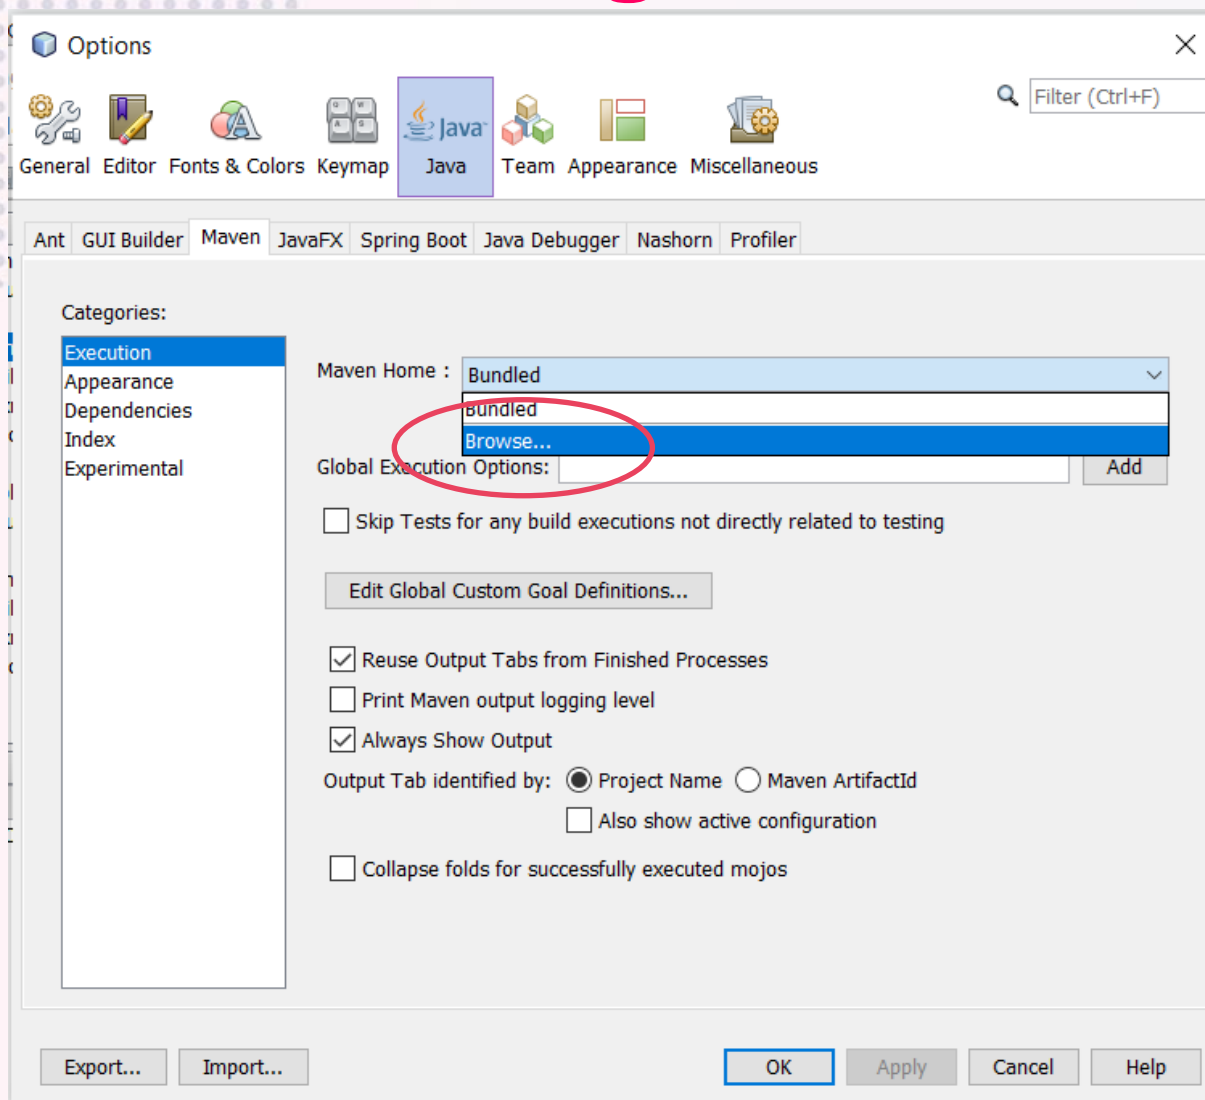 Options
Filter (Ctrl+F)
Java
General Editor Fonts & Colors Keymap Java Team Appearance Miscellaneous
Ant GUI Builder Maven JavaFX Spring Boot Java Debugger Nashorn Profiler
Categories:
Execution
Appearance
Dependencies
Index
Experimental
Maven Home :
Bundled
Bundled
Browse...
Global Execution Options:
Add
Skip Tests for any build executions not directly related to testing
Edit Global Custom Goal Definitions...
Reuse Output Tabs from Finished Processes
Print Maven output logging level
Always Show Output
Output Tab identified by: Project Name Maven ArtifactId
Also show active configuration
Collapse folds for successfully executed mojos
Export... Import... OK Apply Cancel Help